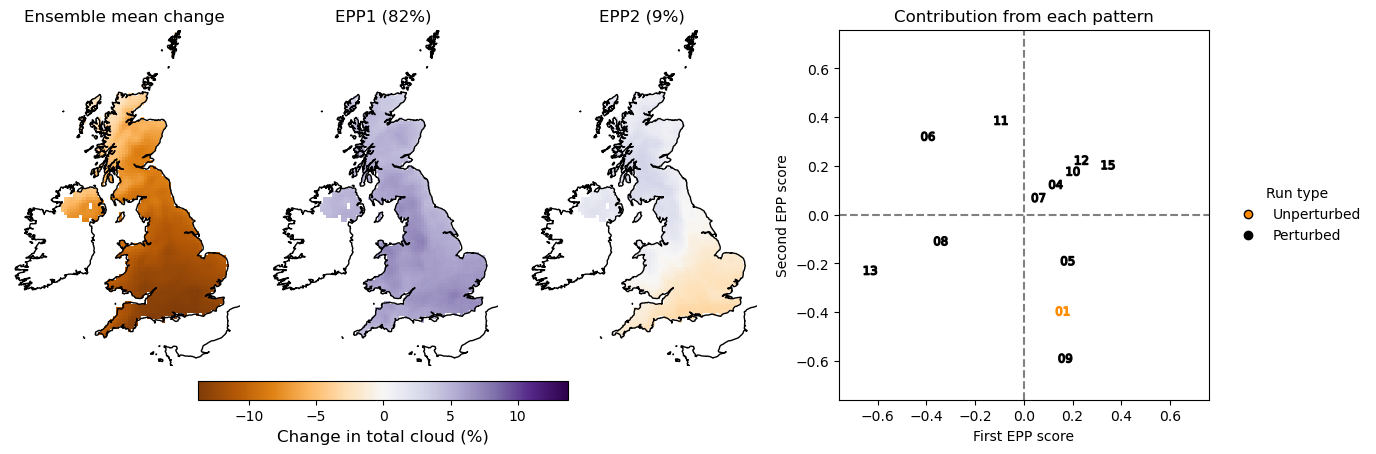 Ensemble mean change
EPP1 (82%)
EPP2 (9%)
−10 −5 0 5 10
Change in total cloud (%)
Contribution from each pattern
Second EPP score
0.6
0.4
0.2
0.0
−0.2
−0.4
−0.6
11
06
12
15
10
04
07
08
05
13
01
09
−0.6 −0.4 −0.2 0.0 0.2 0.4 0.6
First EPP score
Run type
Unperturbed
Perturbed